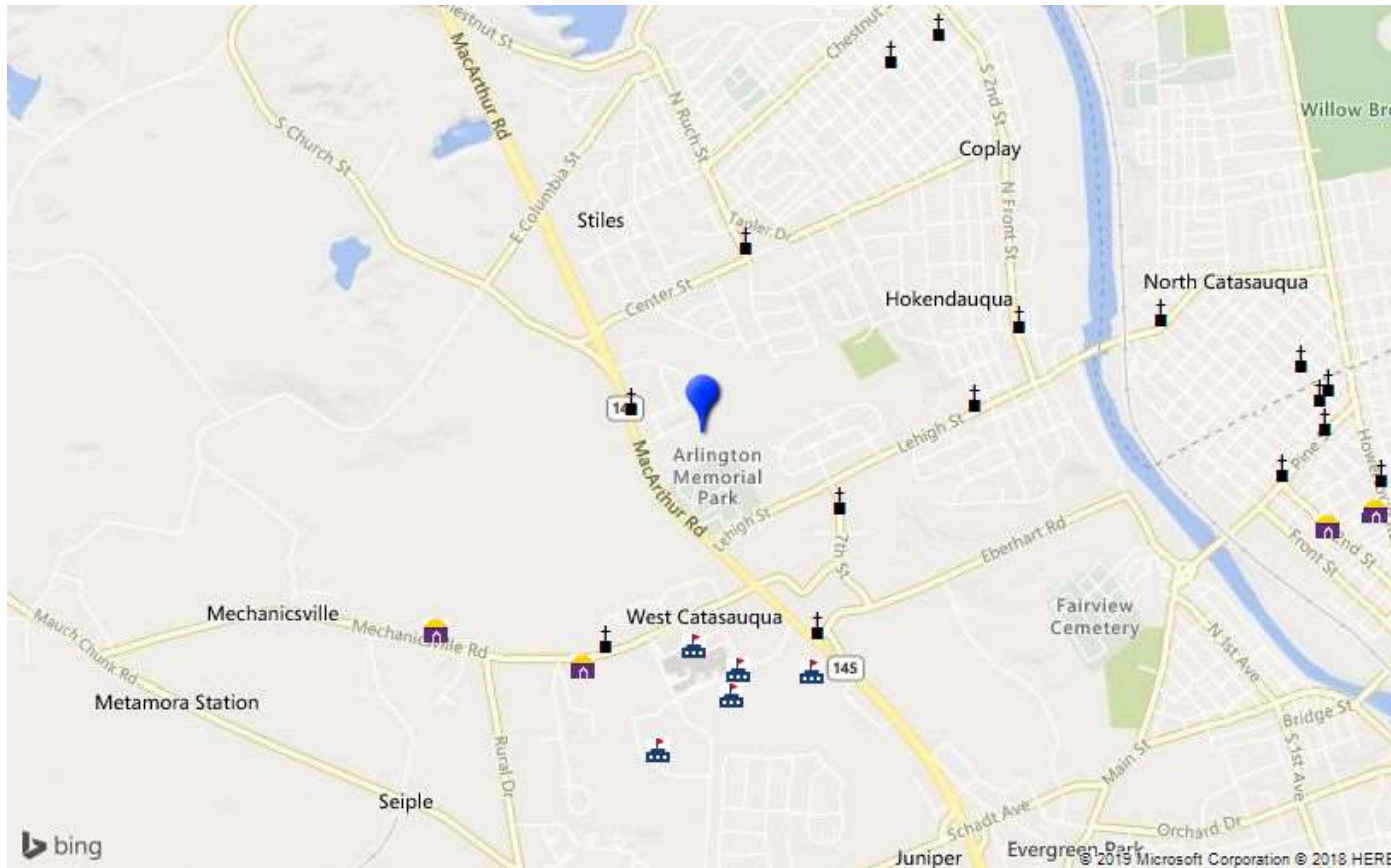 Chestnut St
MacArthur Rd
Chestnut S
S 2nd St
Willow Br
N Ruch St
Coplay
S Church St
E Columbia St
Stiles
Tapler Dr
N Front St
Center St
Hokendauqua
North Catasauqua
Lehigh St
Arlington
Memorial
Park
MacArthur Rd
Pine
Lehigh St
7th St
Eberhart Rd
Front St
Mechanicsville
Mechanicsville Rd
West Catasauqua
Fairview
Cemetery
Mauch Chunk Rd
145
N 1st Ave
Metamora Station
Bridge St
Rural Dr
Main St
S 1st Ave
Seiple
Schadt Ave
Orchard Dr
bing
Juniper
Evergreen Park
© 2019 Microsoft Corporation © 2018 HERE